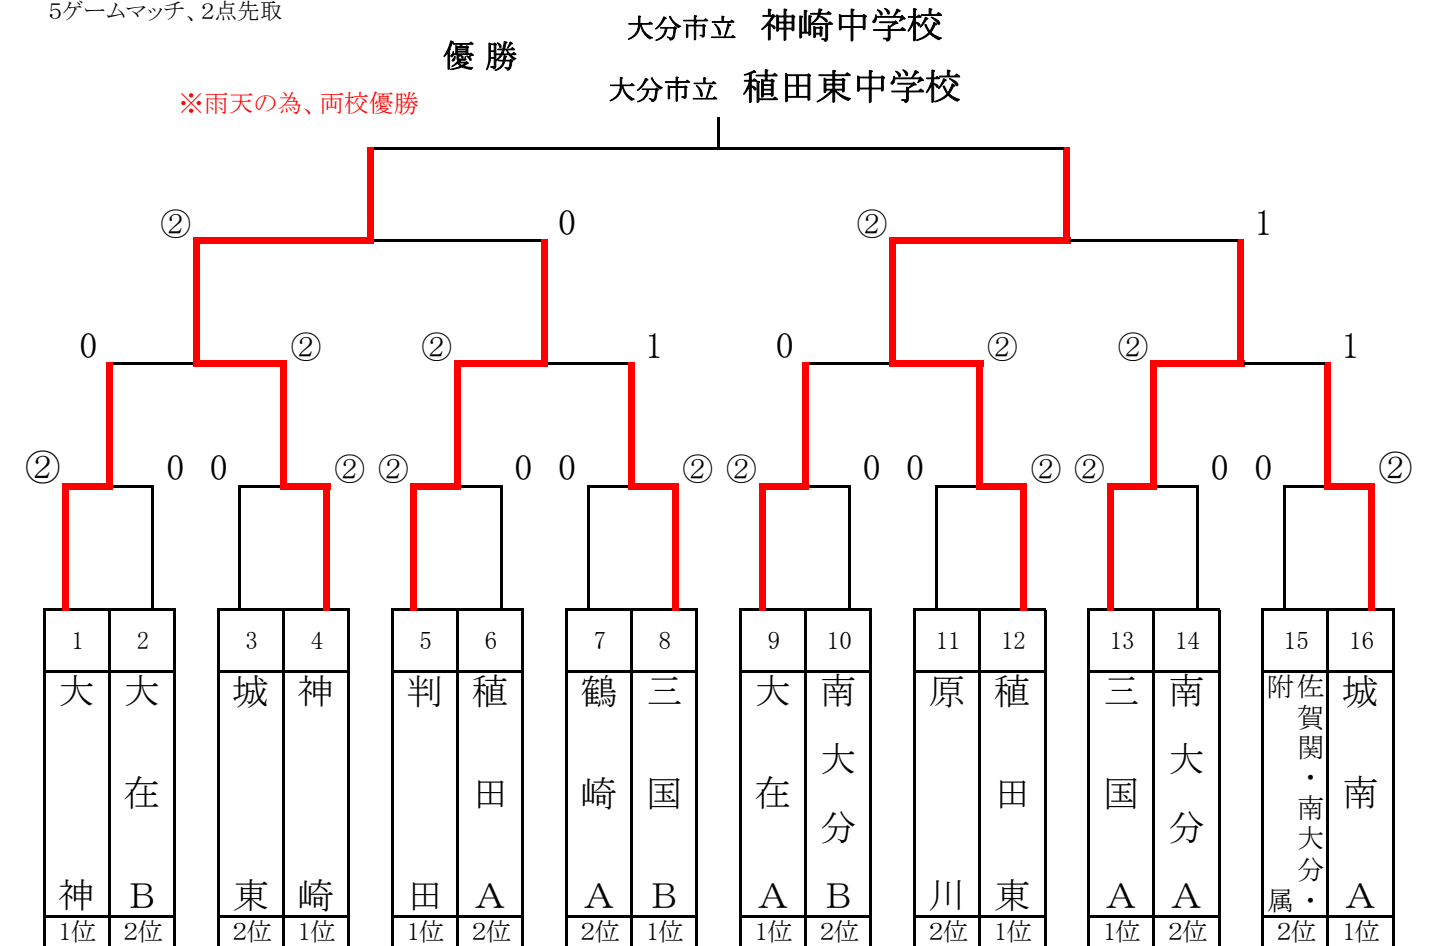 5ゲームマッチ、2点先取
大分市立 神崎中学校
優 勝
大分市立 稙田東中学校
※雨天の為、両校優勝
② 0 ② 1
0 ② ② 1 0 ② ② 1
② 0 0 ② ② 0 0 ② ② 0 0 ② ② 0 0 ②
1 2 3 4 5 6 7 8 9 10 11 12 13 14 15 16
大神
大在B
城東
神崎
判田
稙田A
鶴崎A
三国B
大在A
南大分B
原川
稙田東
三国A
南大分A
佐賀関・南大分・
附属
城南A
1位 2位 2位 1位 1位 2位 2位 1位 1位 2位 2位 1位 1位 2位 2位 1位